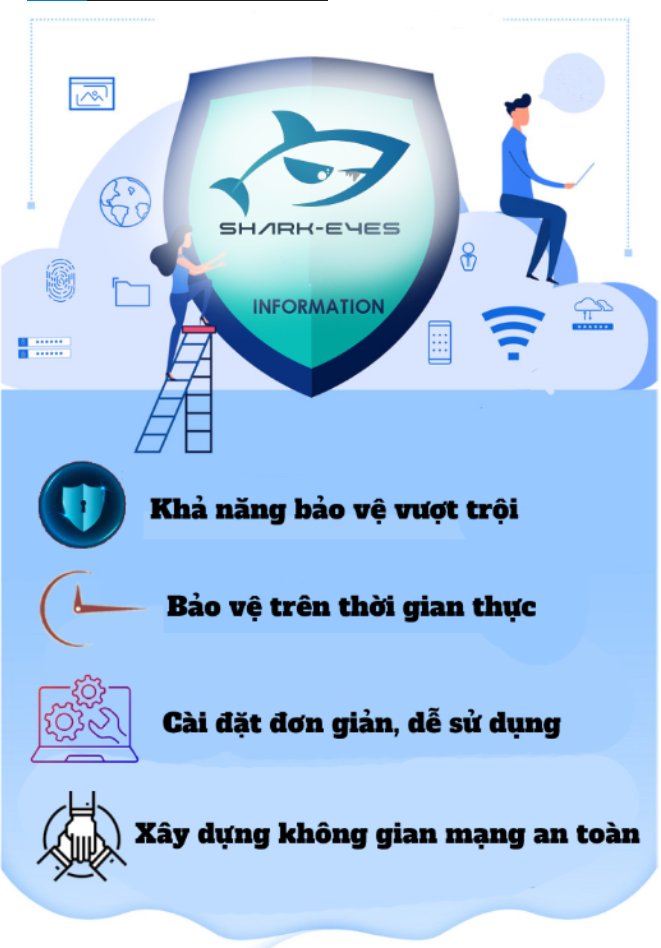 SHARK-EYES
INFORMATION
Khả năng bảo vệ vượt trội
Bảo vệ trên thời gian thực
Cài đặt đơn giản, dễ sử dụng
Xây dựng không gian mạng an toàn